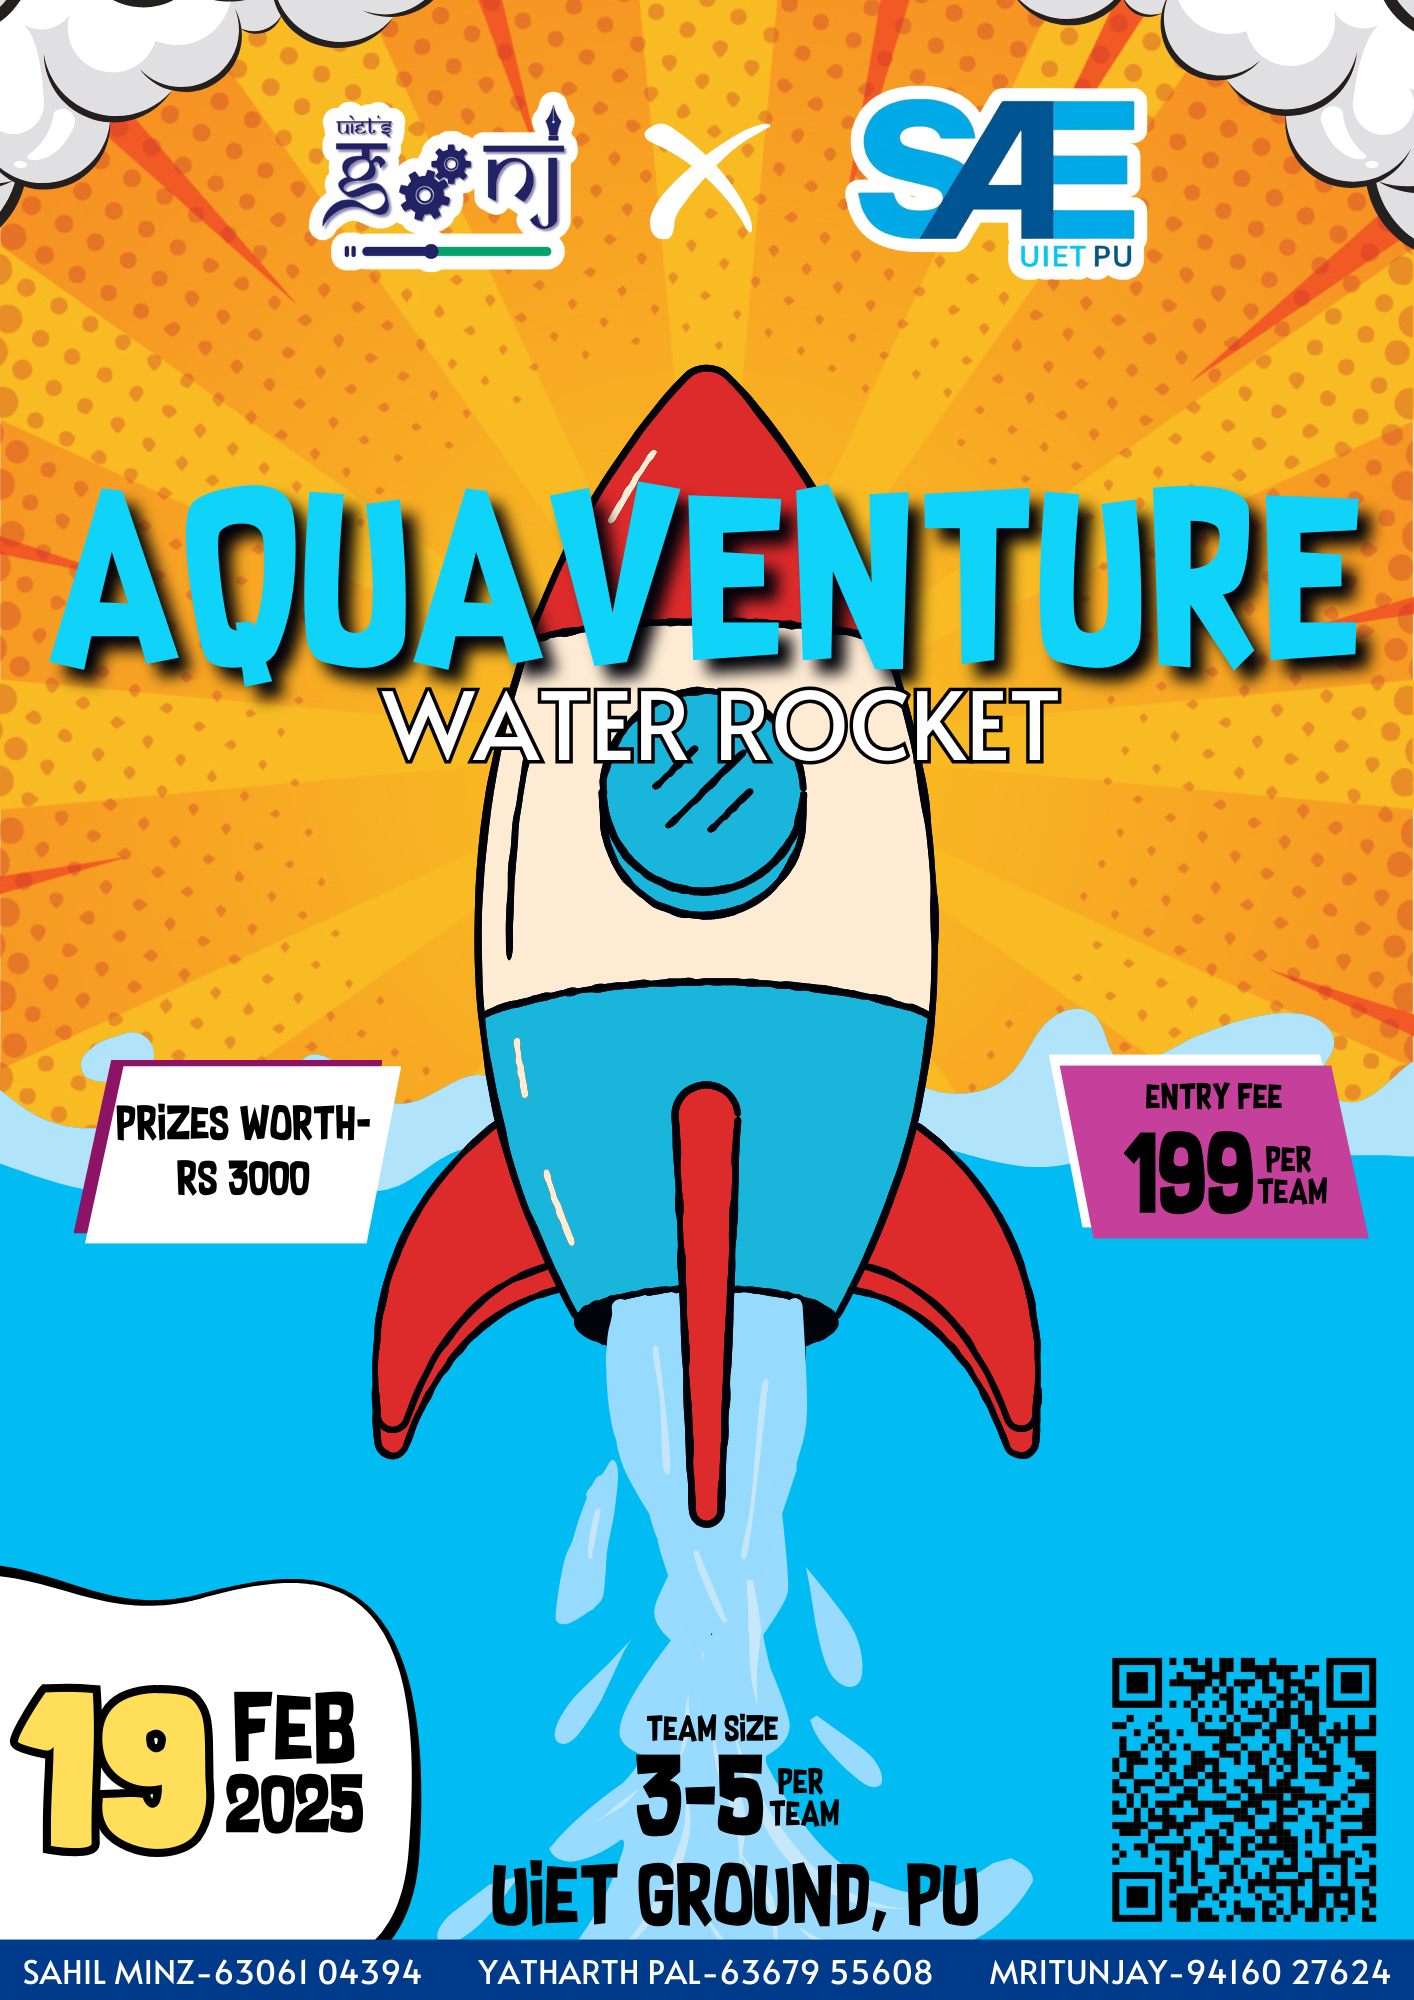 uiet's
goonj
SAE
UIET PU
AQUAVENTURE
WATER ROCKET
PRiZES WORTH-
RS 3000
ENTRY FEE
199 PER
TEAM
19 FEB
2025
TEAM SiZE
3-5 PER
TEAM
UiET GROUND, PU
SAHIL MINZ-63061 04394 YATHARTH PAL-63679 55608 MRITUNJAY-94160 27624